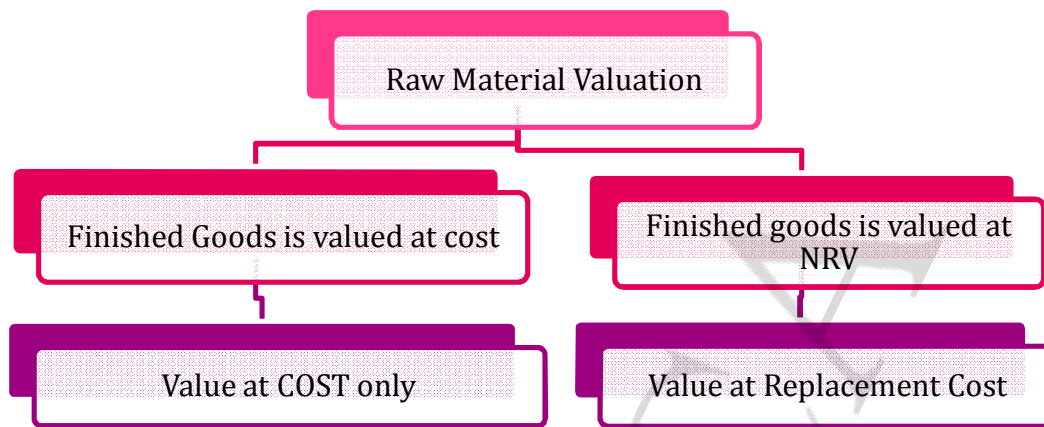 Raw Material Valuation
Finished Goods is valued at cost
Finished goods is valued at
NRV
Value at COST only
Value at Replacement Cost